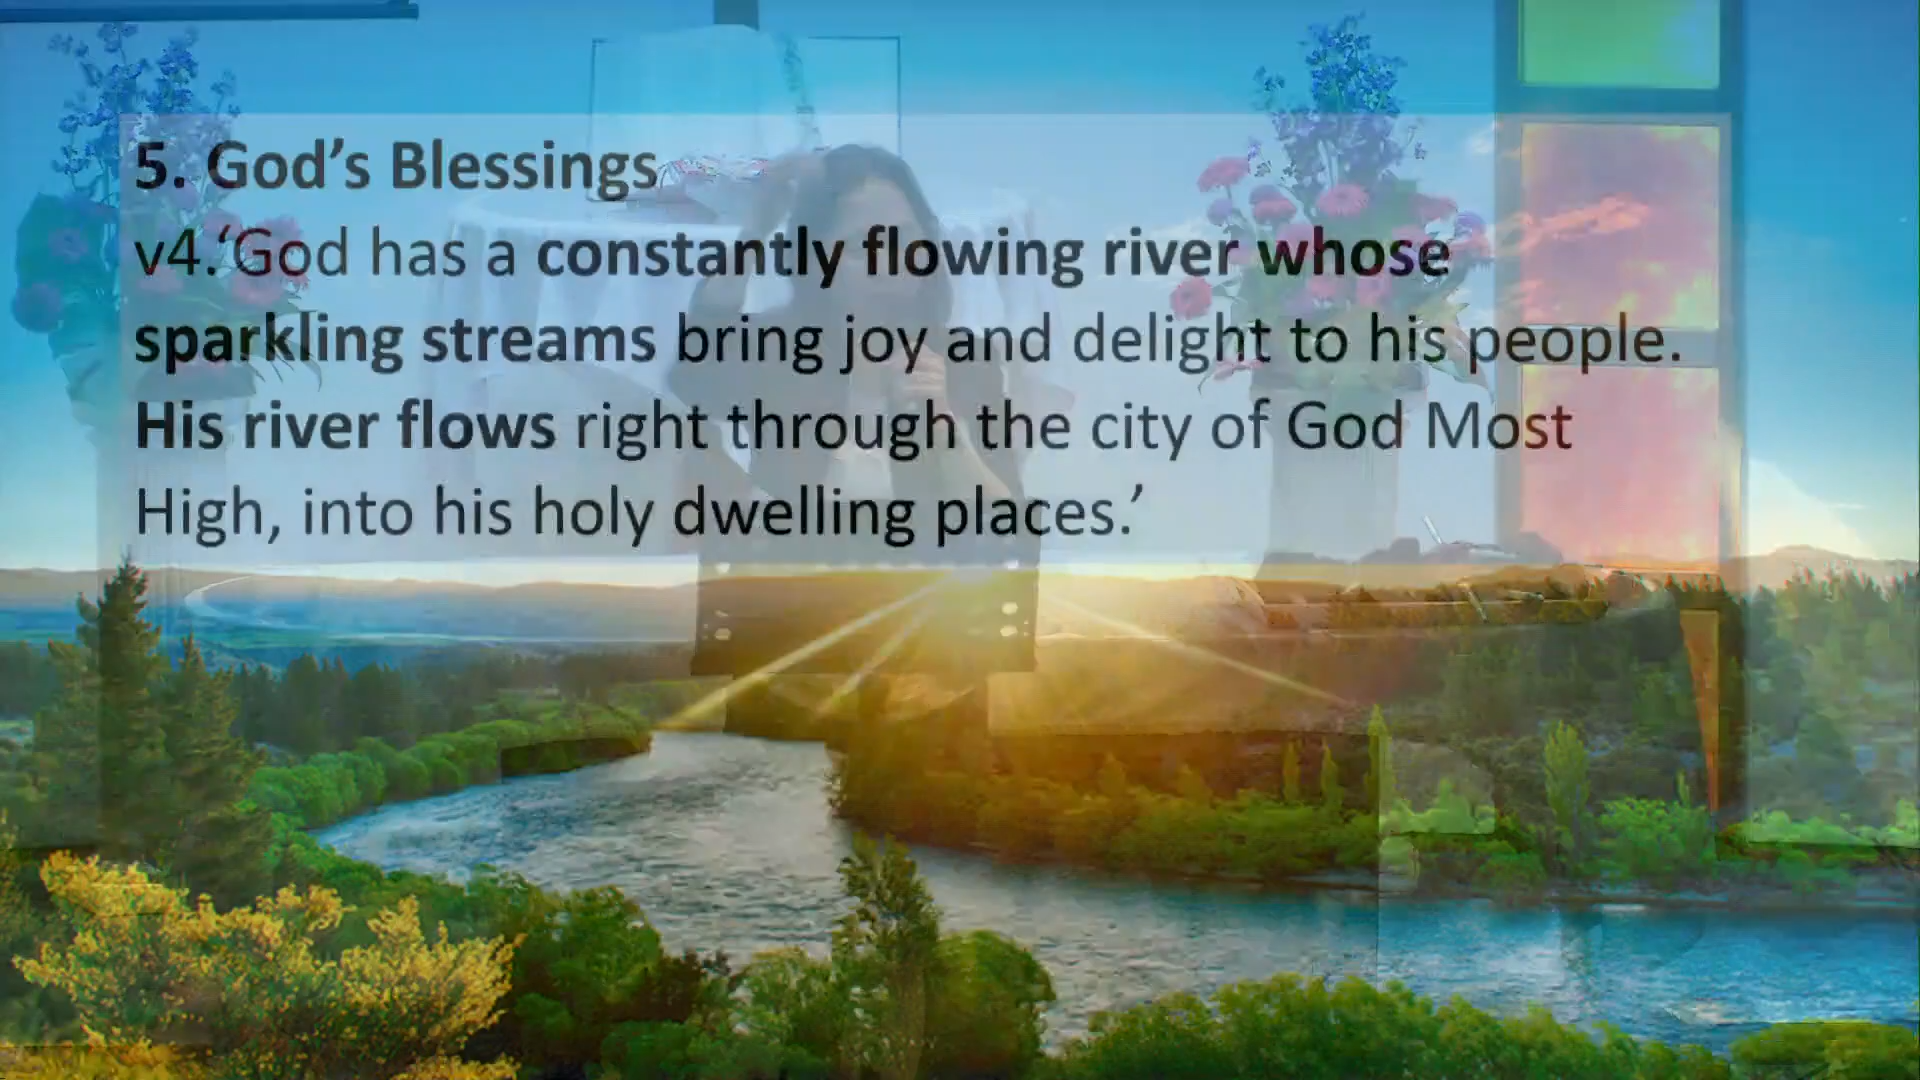 5. God’s Blessings
v4.‘God has a constantly flowing river whose
sparkling streams bring joy and delight to his people.
His river flows right through the city of God Most
High, into his holy dwelling places.’